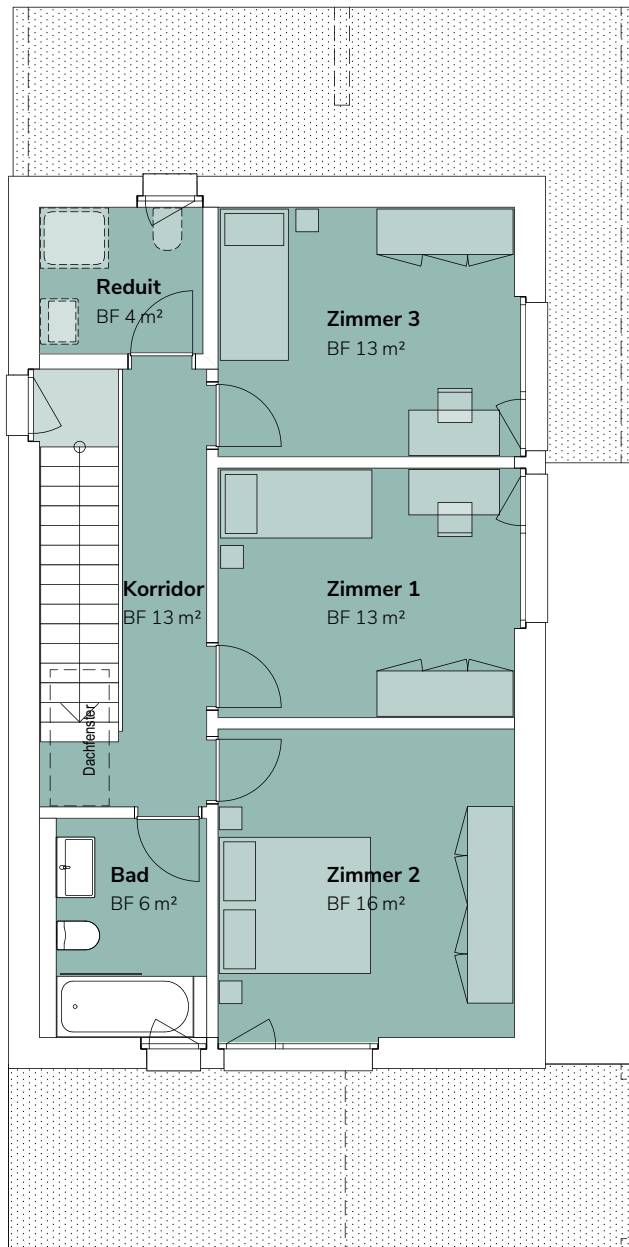 Reduit
BF 4 m²
Zimmer 3
BF 13 m²
Korridor
BF 13 m²
Zimmer 1
BF 13 m²
Dachfenster
Bad
BF 6 m²
Zimmer 2
BF 16 m²